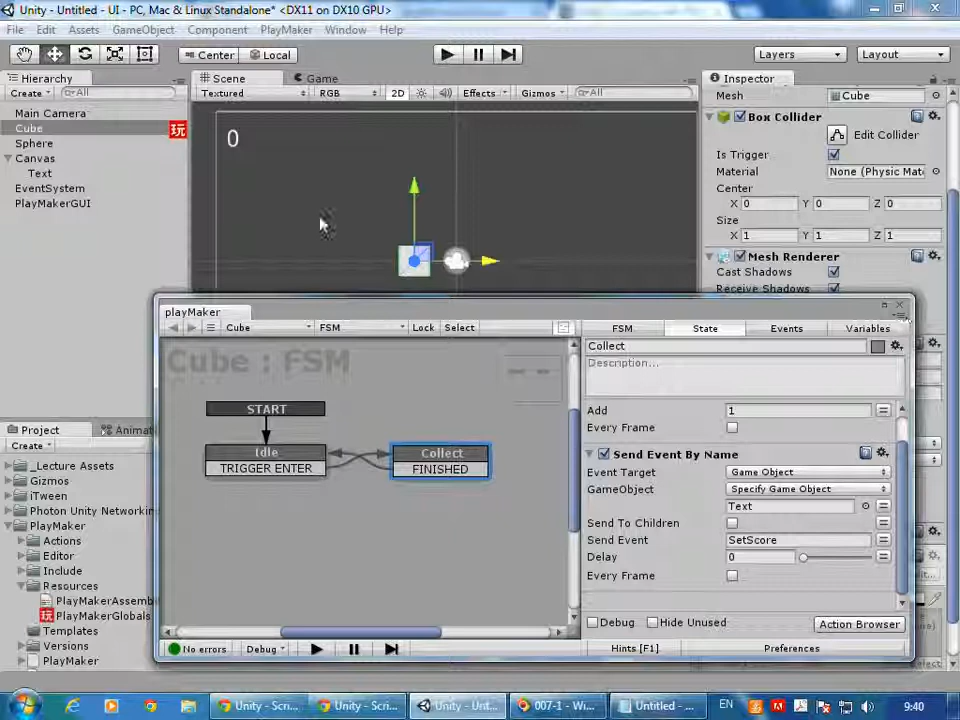 Unity - Untitled - UI - PC, Mac & Linux Standalone* <DX11 on DX10 GPU>
File Edit Assets GameObject Component PlayMaker Window Help
Center Local Layers Layout
Hierarchy
Create All
Main Camera
Cube 玩
Sphere
Canvas
Text
EventSystem
PlayMakerGUI
Scene Game
Textured RGB 2D Effects Gizmos All
0
Inspector
Mesh Cube
Box Collider
Edit Collider
Is Trigger
Material None (Physic Mat
Center
X 0 Y 0 Z 0
Size
X 1 Y 1 Z 1
Mesh Renderer
Cast Shadows
Receive Shadows
playMaker
Cube FSM Lock Select
Cube : FSM
START
Idle
TRIGGER ENTER
Collect
FINISHED
No errors Debug
FSM State Events Variables
Collect
Description...
Add 1
Every Frame
Send Event By Name
Event Target Game Object
GameObject Specify Game Object
Text
Send To Children
Send Event SetScore
Delay 0
Every Frame
Debug Hide Unused Action Browser
Hints [F1] Preferences
Project Animat
Create
_Lecture Assets
Gizmos
iTween
Photon Unity Networkin
PlayMaker
Actions
Editor
Include
Resources
PlayMakerAssemb
PlayMakerGlobals
Templates
Versions
PlayMaker
Unity - Scri... Unity - Scri... Unity - Unt... 007-1 - Wi... Untitled - ... EN 9:40